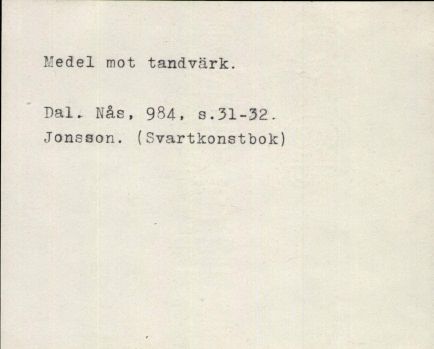 Medel mot tandvärk.
Dal. Nås, 984, s.31-32.
Jonsson. (Svartkonstbok)